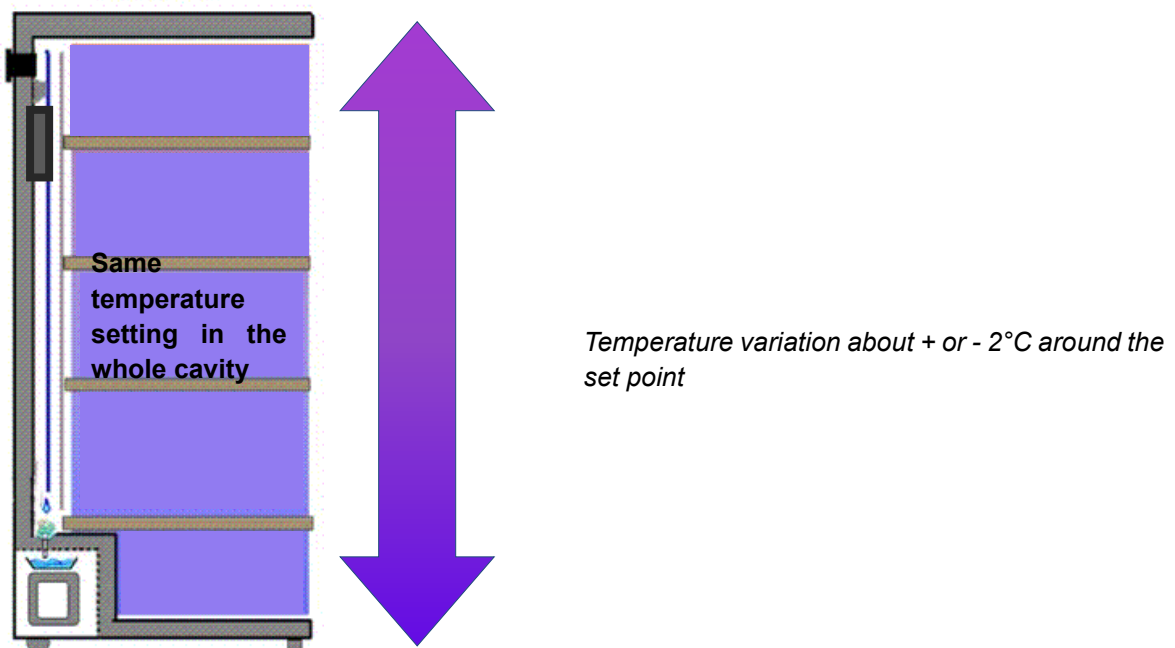 Same
temperature
setting in the
whole cavity
Temperature variation about + or - 2°C around the
set point